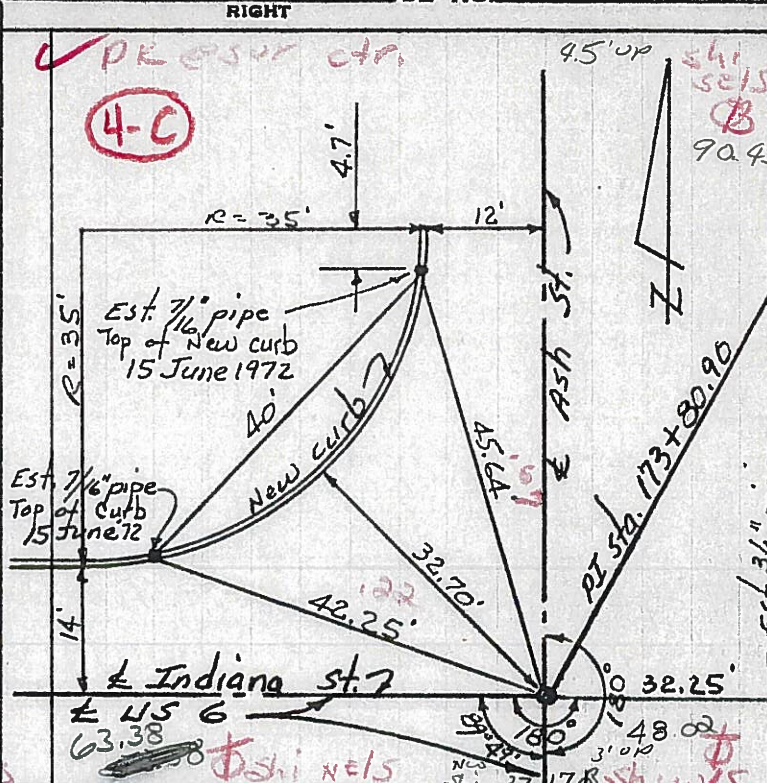 RIGHT
4.5' UP
4-C
90.4
4.7'
R = 35'
12'
Est. 7/16" pipe
Top of New curb
15 June 1972
R = 35'
40'
New curb
45.64'
℄ Ash St.
Z
PI sta. 173+80.90
Est. 7/16" pipe
Top of Curb
15 June '72
32.70'
.22
42.25'
14'
℄ Indiana st.
℄ US 6
63.38
180°
32.25'
180°
48.02
3' UP
shi NE/S